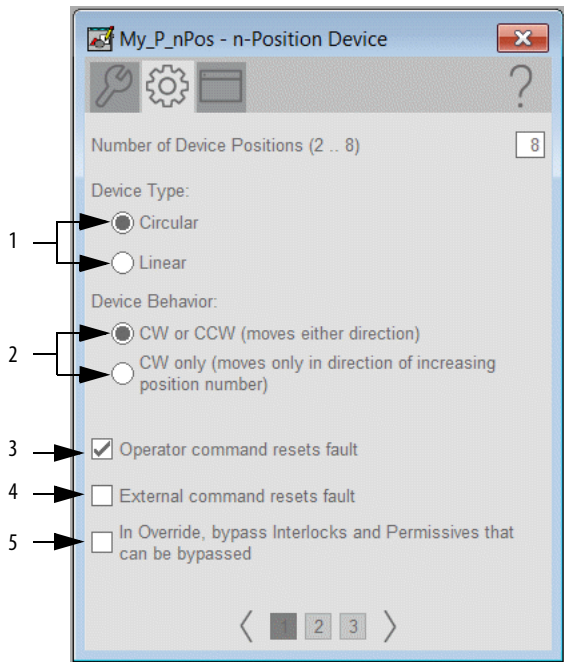 My_P_nPos - n-Position Device
?
Number of Device Positions (2 .. 8) 8
Device Type:
1
Circular
Linear
Device Behavior:
2
CW or CCW (moves either direction)
CW only (moves only in direction of increasing
position number)
3 Operator command resets fault
4 External command resets fault
5 In Override, bypass Interlocks and Permissives that
can be bypassed
1 2 3